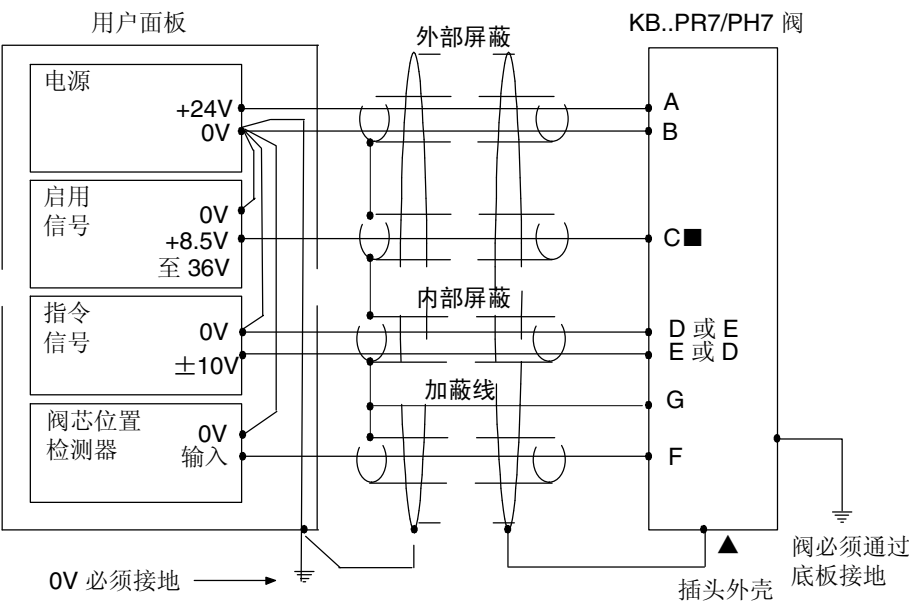 用户面板
外部屏蔽
KB..PR7/PH7 阀
电源
+24V
0V
A
B
启用
信号
0V
+8.5V
至 36V
C■
内部屏蔽
指令
信号
0V
±10V
D 或 E
E 或 D
加蔽线
G
阀芯位置
检测器
0V
输入
F
0V 必须接地
▲
插头外壳
阀必须通过
底板接地